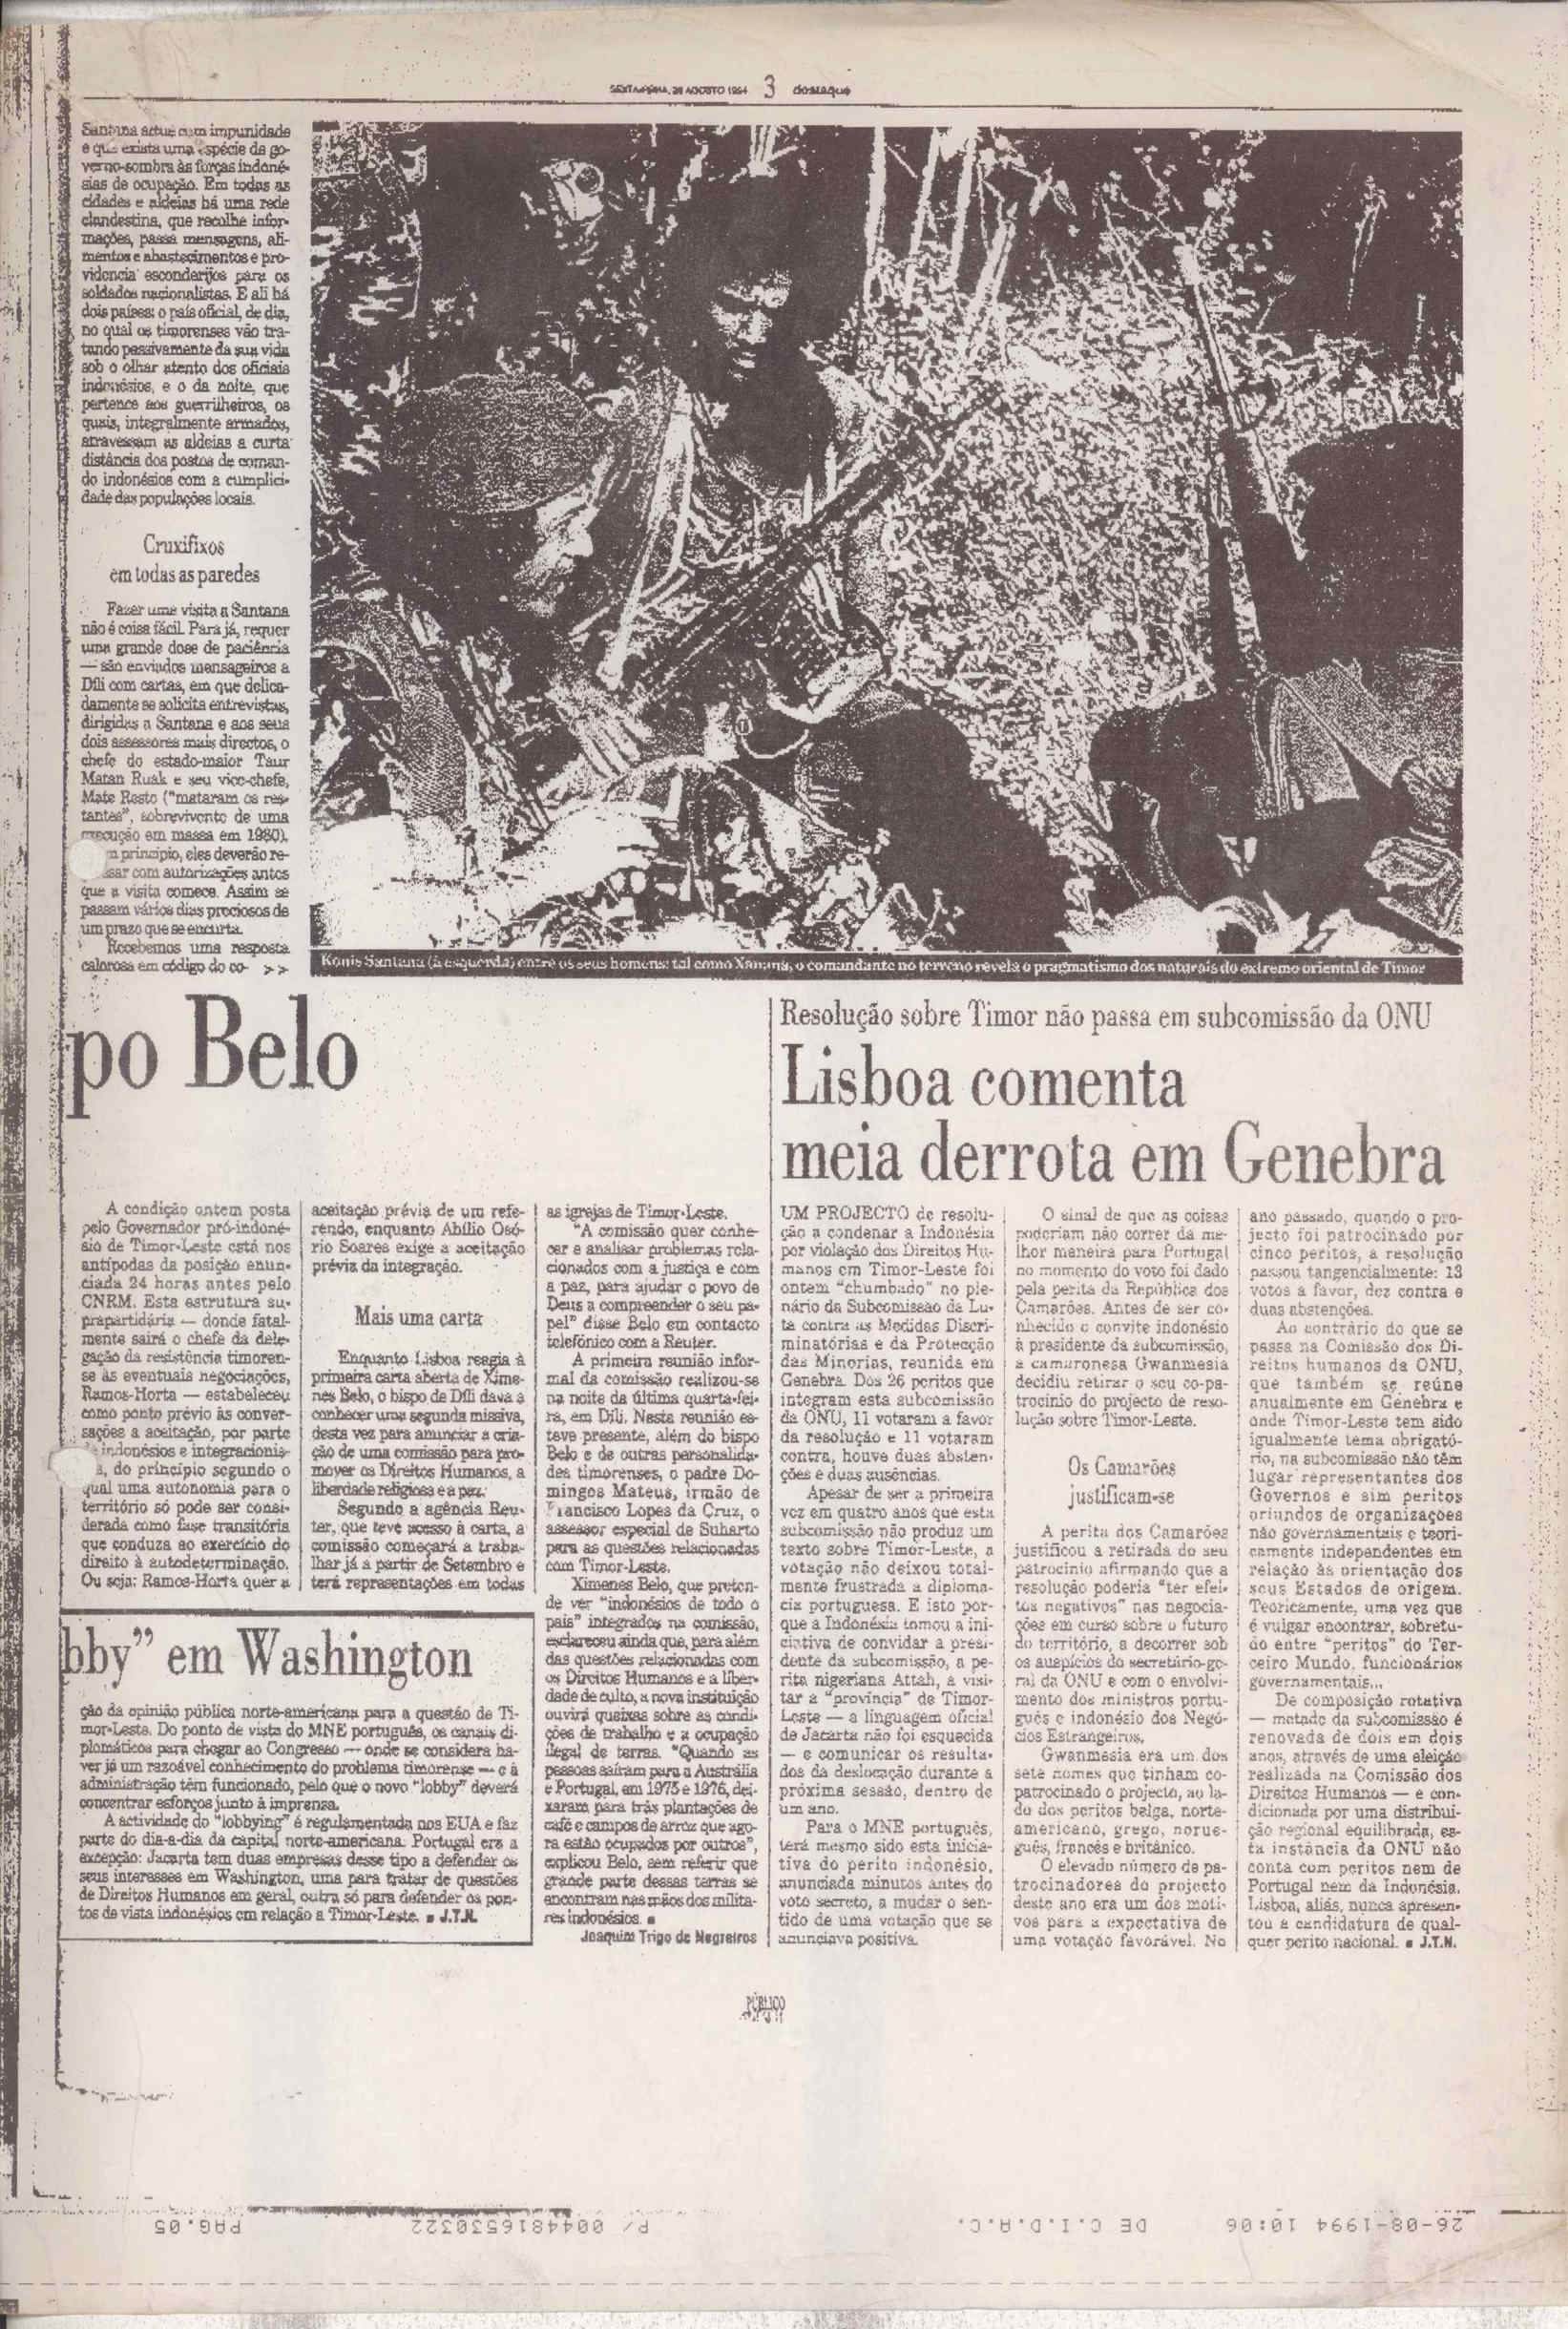 SEXTA-FEIRA, 26 AGOSTO 1994 3 destaque
Santana actue com impunidade
e que exista uma espécie de go-
verno-sombra às forças indoné-
sias de ocupação. Em todas as
cidades e aldeias há uma rede
clandestina, que recolhe infor-
mações, passa mensagens, ali-
mentos e abastecimentos e pro-
videncia esconderijos para os
soldados nacionalistas. E ali há
dois países: o país oficial, de dia,
no qual os timorenses vão tra-
tando passivamente da sua vida
sob o olhar atento dos oficiais
indonésios, e o da noite, que
pertence aos guerrilheiros, os
quais, integralmente armados,
atravessam as aldeias a curta
distância dos postos de coman-
do indonésios com a cumplici-
dade das populações locais.
Cruxifixos
em todas as paredes
Fazer uma visita a Santana
não é coisa fácil. Para já, requer
uma grande dose de paciência
— são enviados mensageiros a
Díli com cartas, em que delica-
damente se solicita entrevistas,
dirigidas a Santana e aos seus
dois assessores mais directos, o
chefe do estado-maior Taur
Matan Ruak e seu vice-chefe,
Mate Resto ("mataram os res-
tantes", sobrevivente de uma
execução em massa em 1980).
princípio, eles deverão re-
sar com autorizações antes
que a visita comece. Assim se
passam vários dias preciosos de
um prazo que se encurta.
Recebemos uma resposta
calorosa em código do co- >>
Konis Santana (à esquerda) entre os seus homens: tal como Xanana, o comandante no terreno revela o pragmatismo dos naturais do extremo oriental de Timor
po Belo
A condição ontem posta
pelo Governador pró-indoné-
sio de Timor-Leste está nos
antípodas da posição enun-
ciada 24 horas antes pelo
CNRM. Esta estrutura su-
prapartidária — donde fatal-
mente sairá o chefe da dele-
gação da resistência timoren-
se às eventuais negociações,
Ramos-Horta — estabeleceu
como ponto prévio às conver-
sações a aceitação, por parte
indonésios e integracionis-
, do princípio segundo o
qual uma autonomia para o
território só pode ser consi-
derada como fase transitória
que conduza ao exercício do
direito à autodeterminação.
Ou seja: Ramos-Horta quer a
aceitação prévia de um refe-
rendo, enquanto Abílio Osó-
rio Soares exige a aceitação
prévia da integração.
Mais uma carta
Enquanto Lisboa reagia à
primeira carta aberta de Xime-
nes Belo, o bispo de Díli dava a
conhecer uma segunda missiva,
desta vez para anunciar a cria-
ção de uma comissão para pro-
mover os Direitos Humanos, a
liberdade religiosa e a paz.
Segundo a agência Reu-
ter, que teve acesso à carta, a
comissão começará a traba-
lhar já a partir de Setembro e
terá representações em todas
as igrejas de Timor-Leste.
"A comissão quer conhe-
cer e analisar problemas rela-
cionados com a justiça e com
a paz, para ajudar o povo de
Deus a compreender o seu pa-
pel" disse Belo em contacto
telefónico com a Reuter.
A primeira reunião infor-
mal da comissão realizou-se
na noite da última quarta-fei-
ra, em Díli. Nesta reunião es-
teve presente, além do bispo
Belo e de outras personalida-
des timorenses, o padre Do-
mingos Mateus, irmão de
Francisco Lopes da Cruz, o
assessor especial de Suharto
para as questões relacionadas
com Timor-Leste.
Ximenes Belo, que preten-
de ver "indonésios de todo o
país" integrados na comissão,
esclareceu ainda que, para além
das questões relacionadas com
os Direitos Humanos e a liber-
dade de culto, a nova instituição
ouvirá queixas sobre as condi-
ções de trabalho e a ocupação
ilegal de terras. "Quando as
pessoas saíram para a Austrália
e Portugal, em 1975 e 1976, dei-
xaram para trás plantações de
café e campos de arroz que ago-
ra estão ocupados por outros",
explicou Belo, sem referir que
grande parte dessas terras se
encontram nas mãos dos milita-
res indonésios. ■
Joaquim Trigo de Negreiros
bby" em Washington
ção da opinião pública norte-americana para a questão de Ti-
mor-Leste. Do ponto de vista do MNE português, os canais di-
plomáticos para chegar ao Congresso — onde se considera ha-
ver já um razoável conhecimento do problema timorense — e à
administração têm funcionado, pelo que o novo "lobby" deverá
concentrar esforços junto à imprensa.
A actividade do "lobbying" é regulamentada nos EUA e faz
parte do dia-a-dia da capital norte-americana. Portugal era a
excepção: Jacarta tem duas empresas desse tipo a defender os
seus interesses em Washington, uma para tratar de questões
de Direitos Humanos em geral, outra só para defender os pon-
tos de vista indonésios em relação a Timor-Leste. ■ J.T.N.
Resolução sobre Timor não passa em subcomissão da ONU
Lisboa comenta
meia derrota em Genebra
UM PROJECTO de resolu-
ção a condenar a Indonésia
por violação dos Direitos Hu-
manos em Timor-Leste foi
ontem "chumbado" no ple-
nário da Subcomissão da Lu-
ta contra as Medidas Discri-
minatórias e da Protecção
das Minorias, reunida em
Genebra. Dos 26 peritos que
integram esta subcomissão
da ONU, 11 votaram a favor
da resolução e 11 votaram
contra, houve duas absten-
ções e duas ausências.
Apesar de ser a primeira
vez em quatro anos que esta
subcomissão não produz um
texto sobre Timor-Leste, a
votação não deixou total-
mente frustrada a diploma-
cia portuguesa. E isto por-
que a Indonésia tomou a ini-
ciativa de convidar a presi-
dente da subcomissão, a pe-
rita nigeriana Attah, a visi-
tar a "província" de Timor-
Leste — a linguagem oficial
de Jacarta não foi esquecida
— e comunicar os resulta-
dos da deslocação durante a
próxima sessão, dentro de
um ano.
Para o MNE português,
terá mesmo sido esta inicia-
tiva do perito indonésio,
anunciada minutos antes do
voto secreto, a mudar o sen-
tido de uma votação que se
anunciava positiva.
O sinal de que as coisas
poderiam não correr da me-
lhor maneira para Portugal
no momento do voto foi dado
pela perita da República dos
Camarões. Antes de ser co-
nhecido o convite indonésio
à presidente da subcomissão,
a camaronesa Gwanmesia
decidiu retirar o seu co-pa-
trocínio do projecto de reso-
lução sobre Timor-Leste.
Os Camarões
justificam-se
A perita dos Camarões
justificou a retirada do seu
patrocínio afirmando que a
resolução poderia "ter efei-
tos negativos" nas negocia-
ções em curso sobre o futuro
do território, a decorrer sob
os auspícios do secretário-ge-
ral da ONU e com o envolvi-
mento dos ministros portu-
guês e indonésio dos Negó-
cios Estrangeiros.
Gwanmesia era um dos
sete nomes que tinham co-
patrocinado o projecto, ao la-
do dos peritos belga, norte-
americano, grego, norue-
guês, francês e britânico.
O elevado número de pa-
trocinadores do projecto
deste ano era um dos moti-
vos para a expectativa de
uma votação favorável. No
ano passado, quando o pro-
jecto foi patrocinado por
cinco peritos, a resolução
passou tangencialmente: 13
votos a favor, dez contra e
duas abstenções.
Ao contrário do que se
passa na Comissão dos Di-
reitos humanos da ONU,
que também se reúne
anualmente em Genebra e
onde Timor-Leste tem sido
igualmente tema obrigató-
rio, na subcomissão não têm
lugar representantes dos
Governos e sim peritos
oriundos de organizações
não governamentais e teori-
camente independentes em
relação às orientação dos
seus Estados de origem.
Teoricamente, uma vez que
é vulgar encontrar, sobretu-
do entre "peritos" do Ter-
ceiro Mundo, funcionários
governamentais...
De composição rotativa
— metade da subcomissão é
renovada de dois em dois
anos, através de uma eleição
realizada na Comissão dos
Direitos Humanos — e con-
dicionada por uma distribui-
ção regional equilibrada, es-
ta instância da ONU não
conta com peritos nem de
Portugal nem da Indonésia.
Lisboa, aliás, nunca apresen-
tou a candidatura de qual-
quer perito nacional. ■ J.T.N.
PÚBLICO
26-08-1994 10:06 DE C.I.D.A.C. P/ 00448165303​22 PAG.05